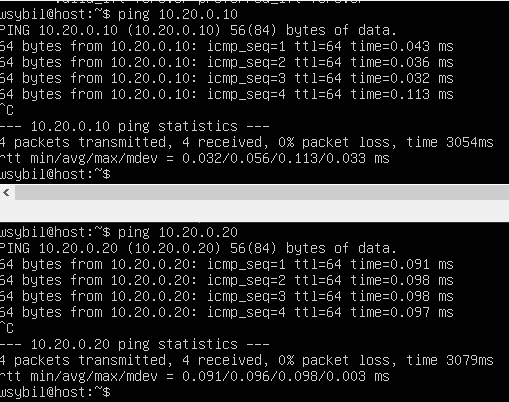 wsybil@host:~$ ping 10.20.0.10
PING 10.20.0.10 (10.20.0.10) 56(84) bytes of data.
64 bytes from 10.20.0.10: icmp_seq=1 ttl=64 time=0.043 ms
64 bytes from 10.20.0.10: icmp_seq=2 ttl=64 time=0.036 ms
64 bytes from 10.20.0.10: icmp_seq=3 ttl=64 time=0.032 ms
64 bytes from 10.20.0.10: icmp_seq=4 ttl=64 time=0.113 ms
^C
--- 10.20.0.10 ping statistics ---
4 packets transmitted, 4 received, 0% packet loss, time 3054ms
rtt min/avg/max/mdev = 0.032/0.056/0.113/0.033 ms
wsybil@host:~$
<
wsybil@host:~$ ping 10.20.0.20
PING 10.20.0.20 (10.20.0.20) 56(84) bytes of data.
64 bytes from 10.20.0.20: icmp_seq=1 ttl=64 time=0.091 ms
64 bytes from 10.20.0.20: icmp_seq=2 ttl=64 time=0.098 ms
64 bytes from 10.20.0.20: icmp_seq=3 ttl=64 time=0.098 ms
64 bytes from 10.20.0.20: icmp_seq=4 ttl=64 time=0.097 ms
^C
--- 10.20.0.20 ping statistics ---
4 packets transmitted, 4 received, 0% packet loss, time 3079ms
rtt min/avg/max/mdev = 0.091/0.096/0.098/0.003 ms
wsybil@host:~$